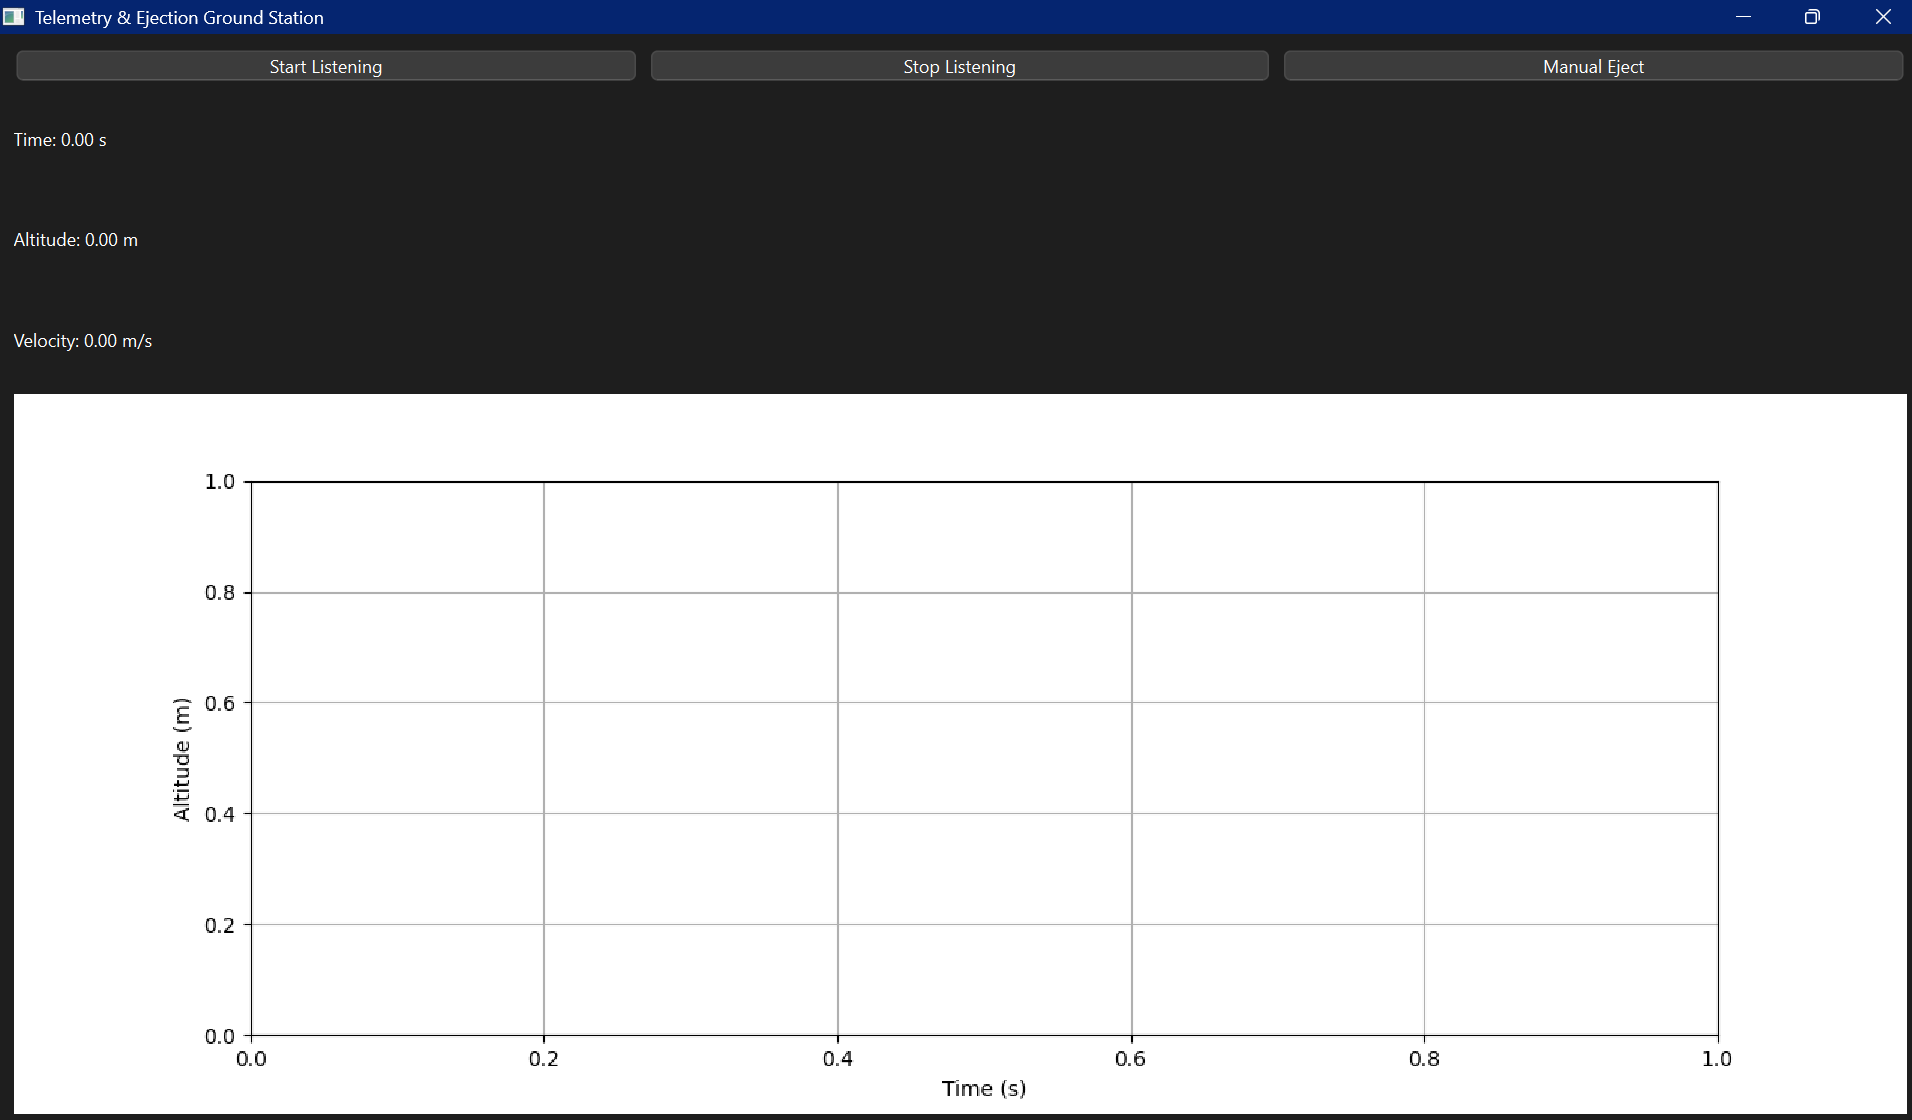 Telemetry & Ejection Ground Station
Start Listening Stop Listening Manual Eject
Time: 0.00 s
Altitude: 0.00 m
Velocity: 0.00 m/s
1.0
0.8
0.6
Altitude (m)
0.4
0.2
0.0
0.0 0.2 0.4 0.6 0.8 1.0
Time (s)